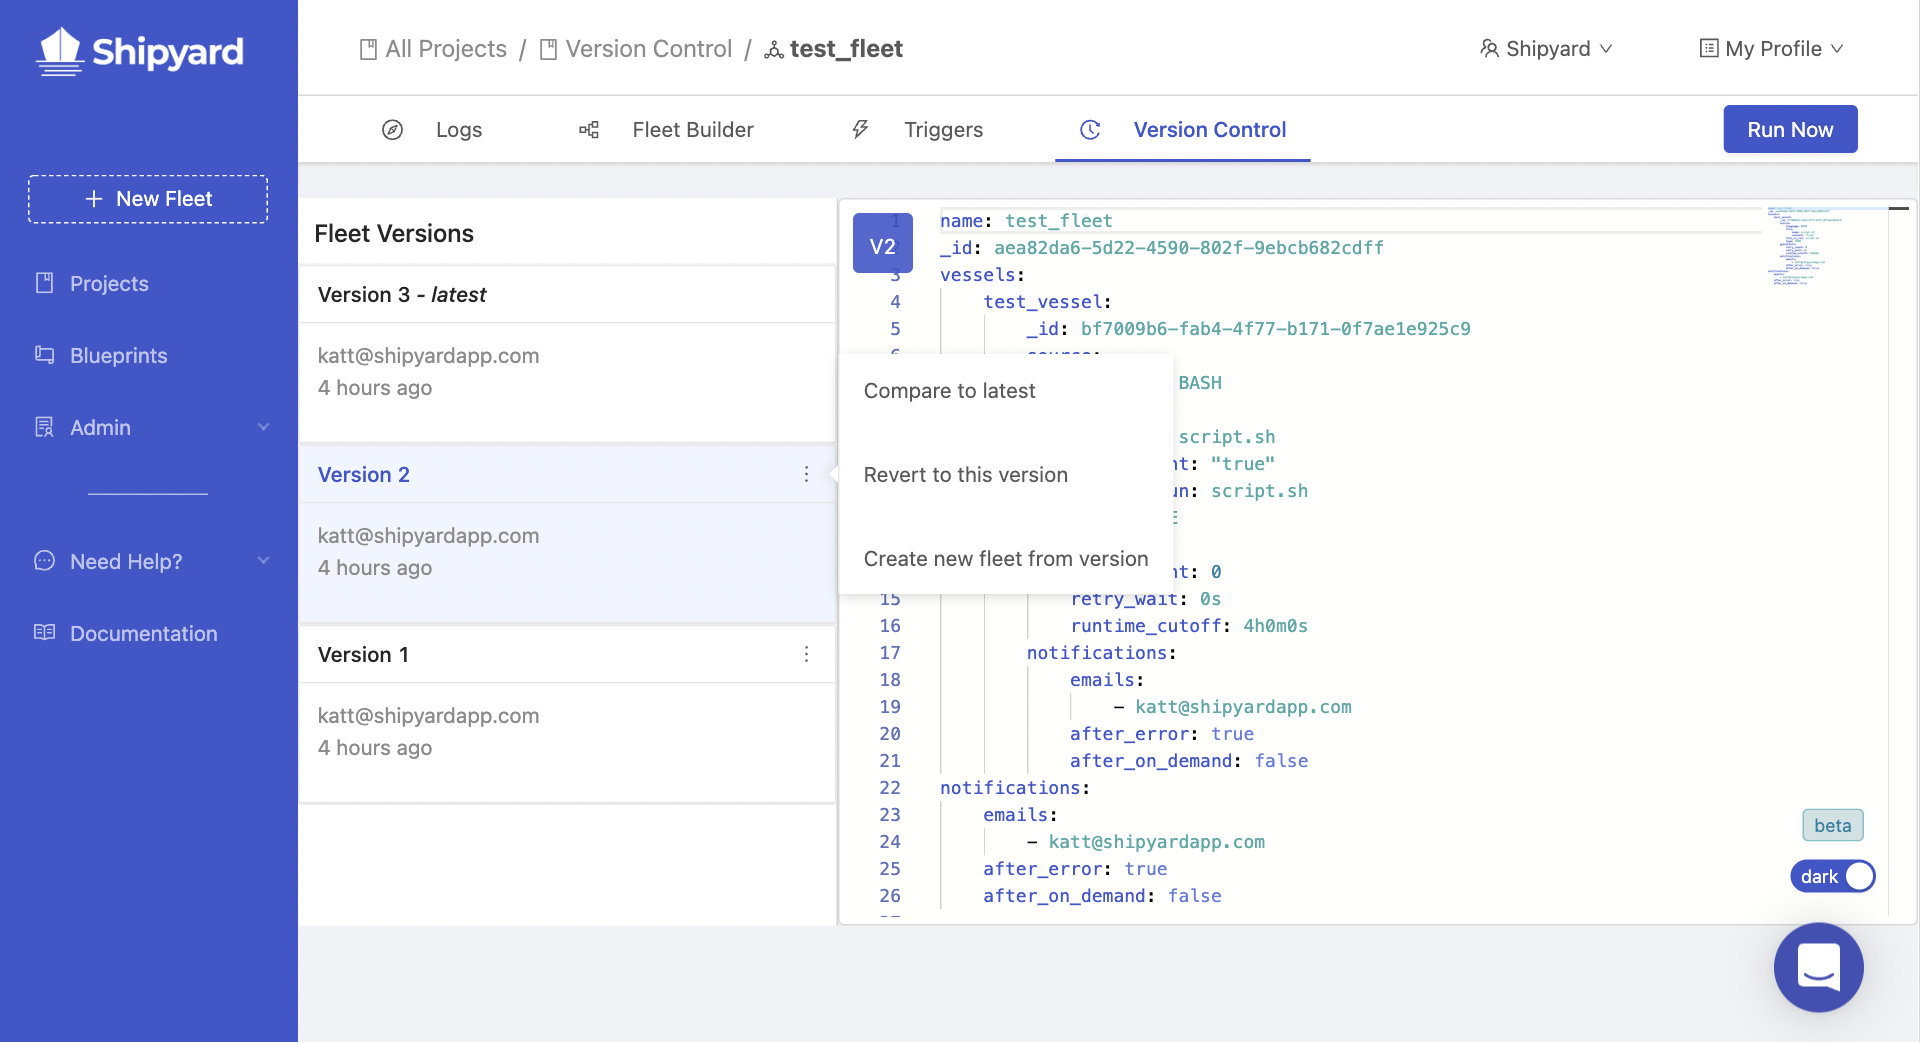 Shipyard
All Projects / Version Control / test_fleet
Shipyard
My Profile
Logs
Fleet Builder
Triggers
Version Control
Run Now
+ New Fleet
Projects
Blueprints
Admin
Need Help?
Documentation
Fleet Versions
Version 3 - latest
katt@shipyardapp.com
4 hours ago
Version 2
katt@shipyardapp.com
4 hours ago
Version 1
katt@shipyardapp.com
4 hours ago
V2
Compare to latest
Revert to this version
Create new fleet from version
1 name: test_fleet
_id: aea82da6-5d22-4590-802f-9ebcb682cdff
3 vessels:
4 test_vessel:
5 _id: bf7009b6-fab4-4f77-b171-0f7ae1e925c9
6 source:
BASH
script.sh
nt: "true"
un: script.sh
E
nt: 0
15 retry_wait: 0s
16 runtime_cutoff: 4h0m0s
17 notifications:
18 emails:
19 - katt@shipyardapp.com
20 after_error: true
21 after_on_demand: false
22 notifications:
23 emails:
24 - katt@shipyardapp.com
25 after_error: true
26 after_on_demand: false
beta
dark